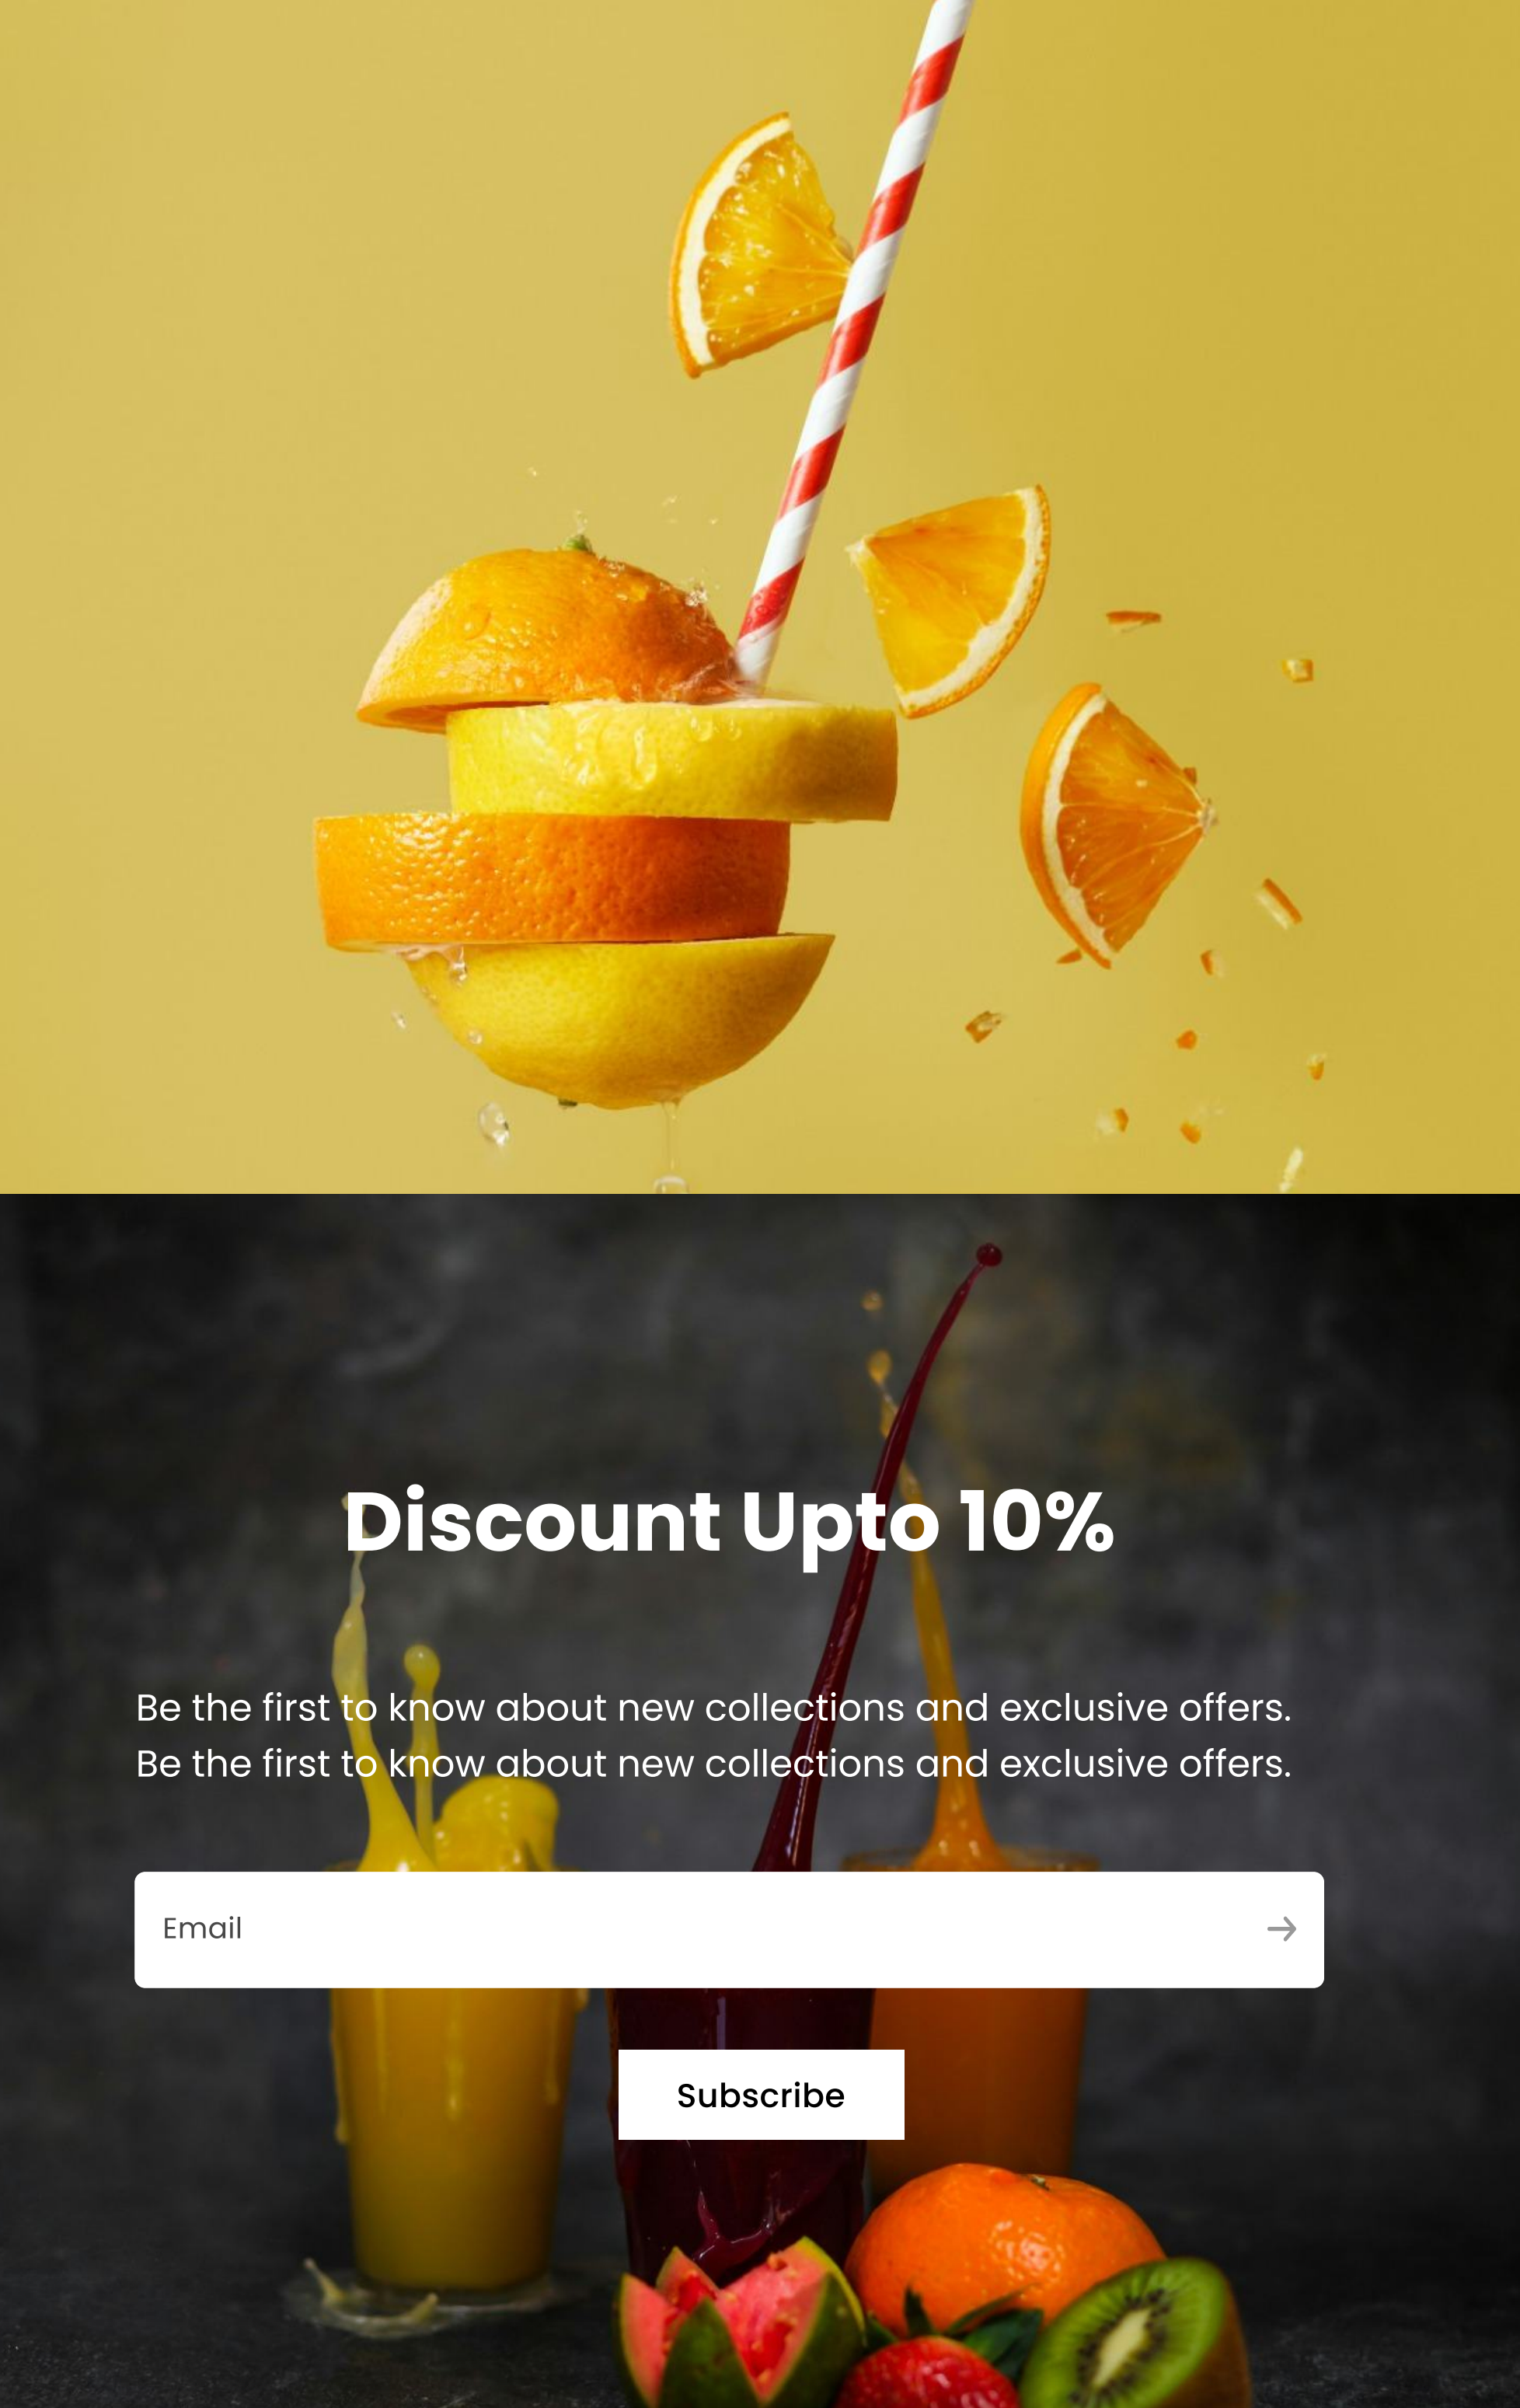 Discount Upto 10%
Be the first to know about new collections and exclusive offers.
Be the first to know about new collections and exclusive offers.
Email
Subscribe